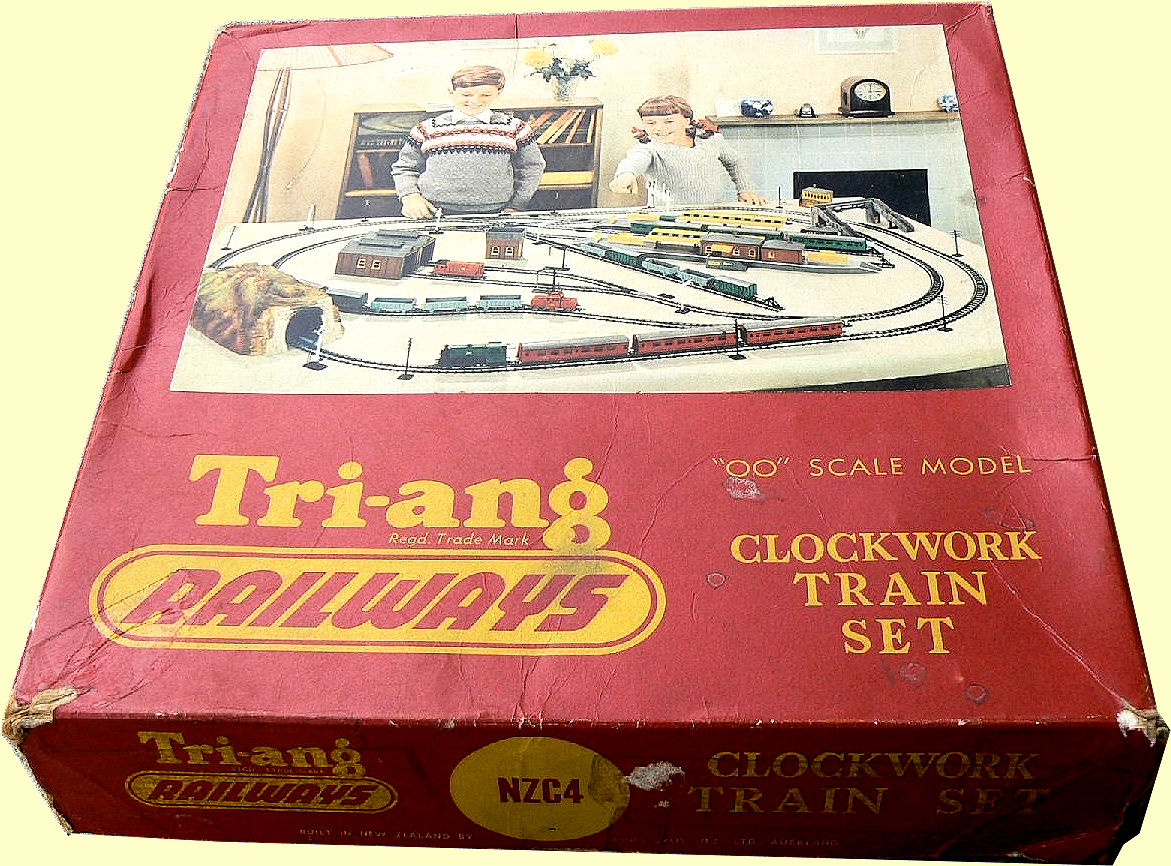 Tri-ang
Regd. Trade Mark
RAILWAYS
"OO" SCALE MODEL
CLOCKWORK
TRAIN
SET
Tri-ang
RAILWAYS
NZC4
CLOCKWORK
TRAIN SET
BUILT IN NEW ZEALAND BY
LTD., AUCKLAND